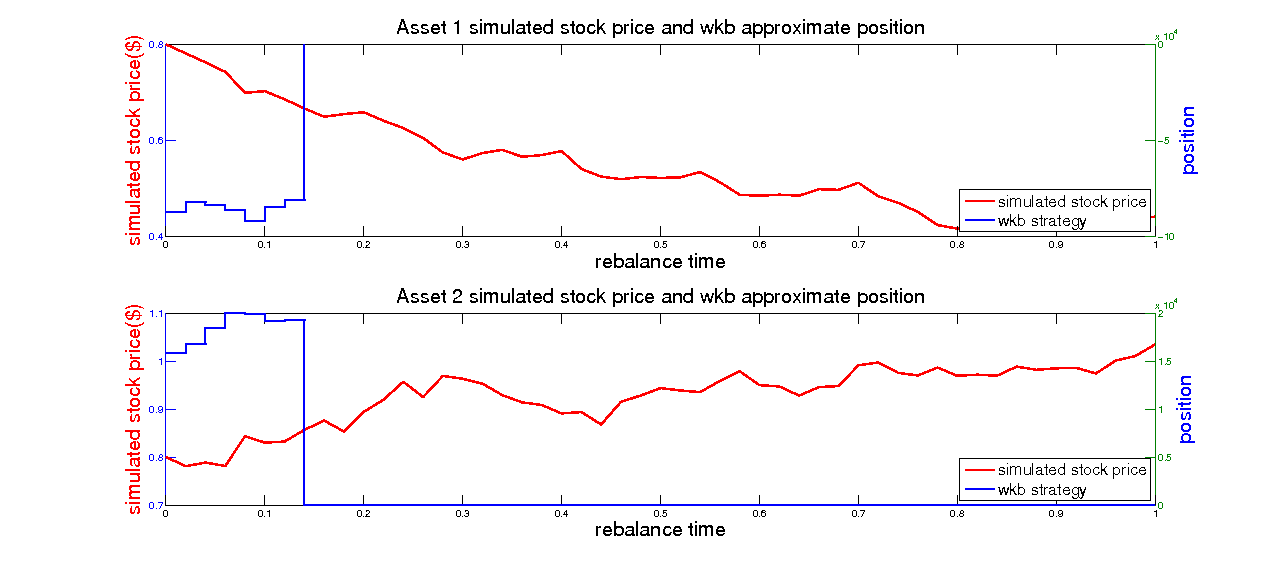 Asset 1 simulated stock price and wkb approximate position
x 10^4
simulated stock price($)
0.8
0.6
0.4
0
−5
−10
position
simulated stock price
wkb strategy
0 0.1 0.2 0.3 0.4 0.5 0.6 0.7 0.8 0.9 1
rebalance time
Asset 2 simulated stock price and wkb approximate position
x 10^4
simulated stock price($)
1.1
1
0.9
0.8
0.7
2
1.5
1
0.5
0
position
simulated stock price
wkb strategy
0 0.1 0.2 0.3 0.4 0.5 0.6 0.7 0.8 0.9 1
rebalance time